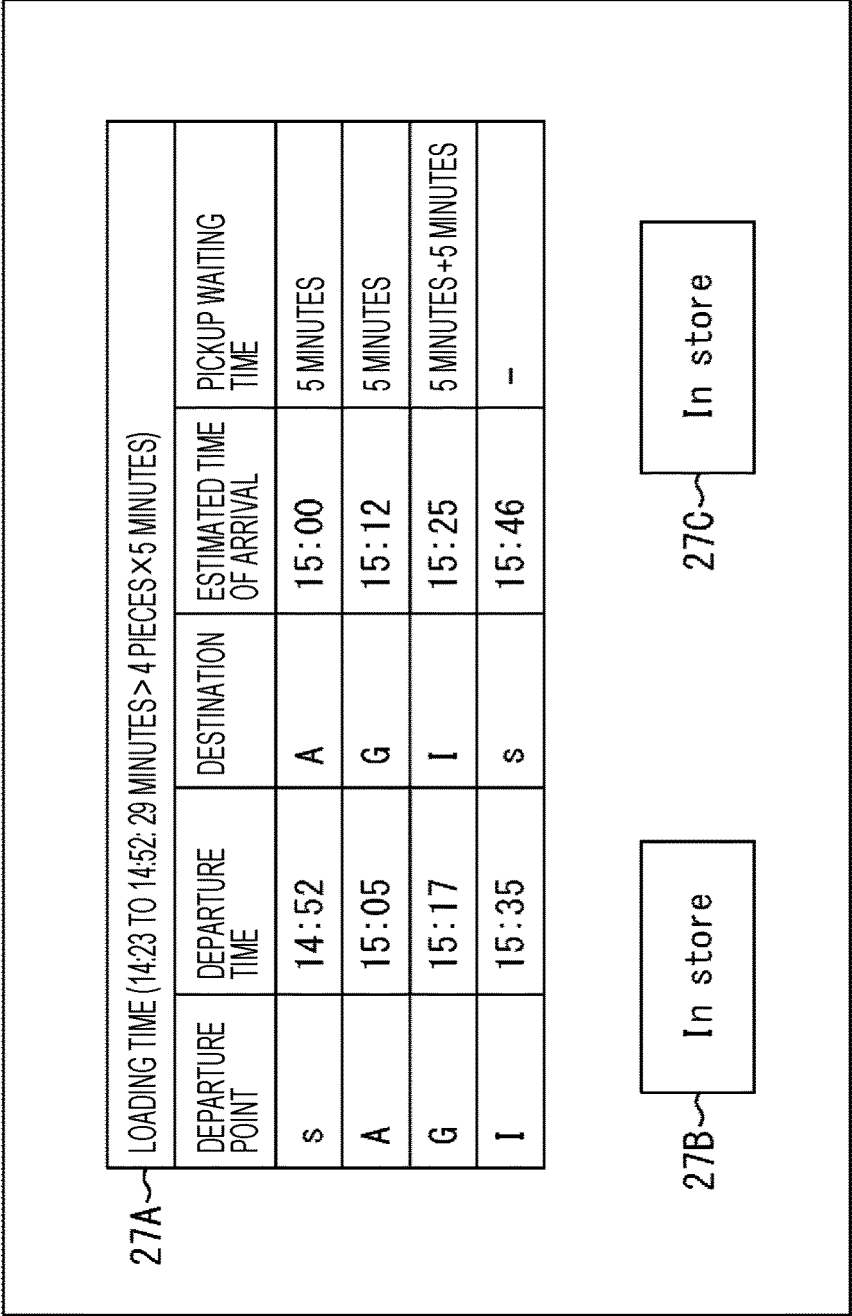 27A
LOADING TIME (14:23 TO 14:52: 29 MINUTES> 4 PIECES×5 MINUTES)
DEPARTURE POINT DEPARTURE TIME DESTINATION ESTIMATED TIME OF ARRIVAL PICKUP WAITING TIME
s 14:52 A 15:00 5 MINUTES
A 15:05 G 15:12 5 MINUTES
G 15:17 I 15:25 5 MINUTES+5 MINUTES
I 15:35 s 15:46 –
27B In store
27C In store